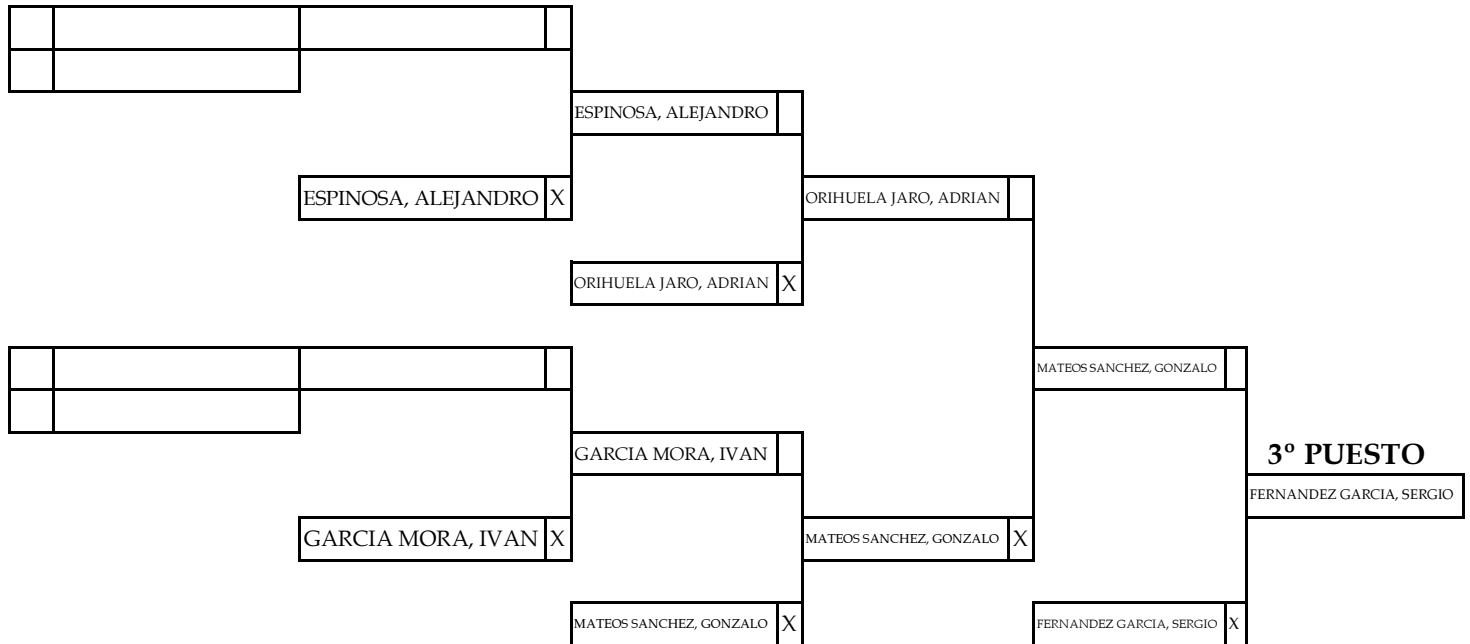 ESPINOSA, ALEJANDRO
ESPINOSA, ALEJANDRO X
ORIHUELA JARO, ADRIAN
ORIHUELA JARO, ADRIAN X
MATEOS SANCHEZ, GONZALO
GARCIA MORA, IVAN
3º PUESTO
FERNANDEZ GARCIA, SERGIO
GARCIA MORA, IVAN X
MATEOS SANCHEZ, GONZALO X
MATEOS SANCHEZ, GONZALO X
FERNANDEZ GARCIA, SERGIO X